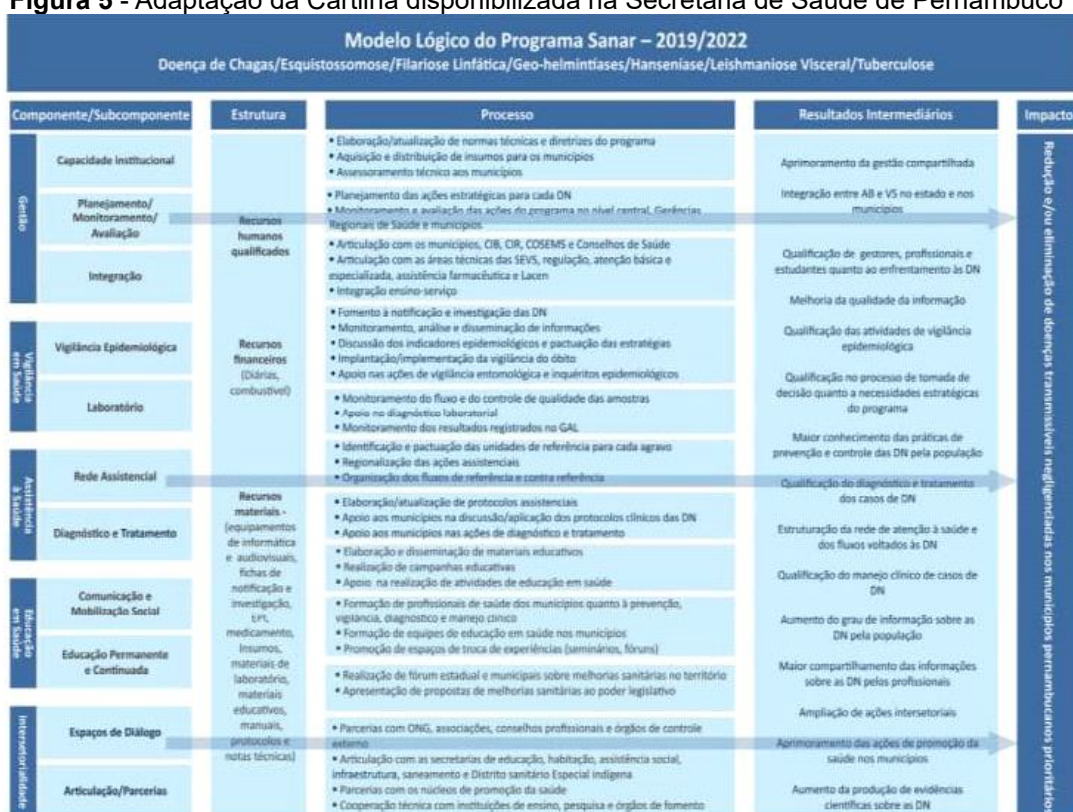 Figura 5 - Adaptação da Cartilha disponibilizada na Secretaria de Saúde de Pernambuco
Modelo Lógico do Programa Sanar – 2019/2022
Doença de Chagas/Esquistossomose/Filariose Linfática/Geo-helmintíases/Hanseníase/Leishmaniose Visceral/Tuberculose
Componente/Subcomponente
Estrutura
Processo
Resultados Intermediários
Impacto
Gestão
Capacidade Institucional
Planejamento/
Monitoramento/
Avaliação
Integração
Vigilância
em Saúde
Vigilância Epidemiológica
Laboratório
Assistência
à Saúde
Rede Assistencial
Diagnóstico e Tratamento
Educação
em Saúde
Comunicação e
Mobilização Social
Educação Permanente
e Continuada
Intersetorialidade
Espaços de Diálogo
Articulação/Parcerias
Recursos
humanos
qualificados
Recursos
financeiros
(Diárias,
combustível)
Recursos
materiais -
(equipamentos
de informática
e audiovisuais,
fichas de
notificação e
investigação,
EPI,
medicamento,
Insumos,
materiais de
laboratório,
materiais
educativos,
manuais,
protocolos e
notas técnicas)
• Elaboração/atualização de normas técnicas e diretrizes do programa
• Aquisição e distribuição de insumos para os municípios
• Assessoramento técnico aos municípios
• Planejamento das ações estratégicas para cada DN
• Monitoramento e avaliação das ações do programa no nível central, Gerências
Regionais de Saúde e municípios
• Articulação com os municípios, CIB, CIR, COSEMS e Conselhos de Saúde
• Articulação com as áreas técnicas das SEVS, regulação, atenção básica e
especializada, assistência farmacêutica e Lacen
• Integração ensino-serviço
• Fomento à notificação e investigação das DN
• Monitoramento, análise e disseminação de informações
• Discussão dos indicadores epidemiológicos e pactuação das estratégias
• Implantação/implementação da vigilância do óbito
• Apoio nas ações de vigilância entomológica e inquéritos epidemiológicos
• Monitoramento do fluxo e do controle de qualidade das amostras
• Apoio no diagnóstico laboratorial
• Monitoramento dos resultados registrados no GAL
• Identificação e pactuação das unidades de referência para cada agravo
• Regionalização das ações assistenciais
• Organização dos fluxos de referência e contra referência
• Elaboração/atualização de protocolos assistenciais
• Apoio aos municípios na discussão/aplicação dos protocolos clínicos das DN
• Apoio aos municípios nas ações de diagnóstico e tratamento
• Elaboração e disseminação de materiais educativos
• Realização de campanhas educativas
• Apoio na realização de atividades de educação em saúde
• Formação de profissionais de saúde dos municípios quanto à prevenção,
vigilância, diagnóstico e manejo clínico
• Formação de equipes de educação em saúde nos municípios
• Promoção de espaços de troca de experiências (seminários, fóruns)
• Realização de fórum estadual e municipais sobre melhorias sanitárias no território
• Apresentação de propostas de melhorias sanitárias ao poder legislativo
• Parcerias com ONG, associações, conselhos profissionais e órgãos de controle
externo
• Articulação com as secretarias de educação, habitação, assistência social,
infraestrutura, saneamento e Distrito sanitário Especial indígena
• Parcerias com os núcleos de promoção da saúde
• Cooperação técnica com instituições de ensino, pesquisa e órgãos de fomento
Aprimoramento da gestão compartilhada
Integração entre AB e VS no estado e nos
municípios
Qualificação de gestores, profissionais e
estudantes quanto ao enfrentamento às DN
Melhoria da qualidade da informação
Qualificação das atividades de vigilância
epidemiológica
Qualificação no processo de tomada de
decisão quanto a necessidades estratégicas
do programa
Maior conhecimento das práticas de
prevenção e controle das DN pela população
Qualificação do diagnóstico e tratamento
dos casos de DN
Estruturação da rede de atenção à saúde e
dos fluxos voltados às DN
Qualificação do manejo clínico de casos de
DN
Aumento do grau de informação sobre as
DN pela população
Maior compartilhamento das informações
sobre as DN pelos profissionais
Ampliação de ações intersetoriais
Aprimoramento das ações de promoção da
saúde nos municípios
Aumento da produção de evidências
científicas sobre as DN
Redução e/ou eliminação de doenças transmissíveis negligenciadas nos municípios pernambucanos prioritários